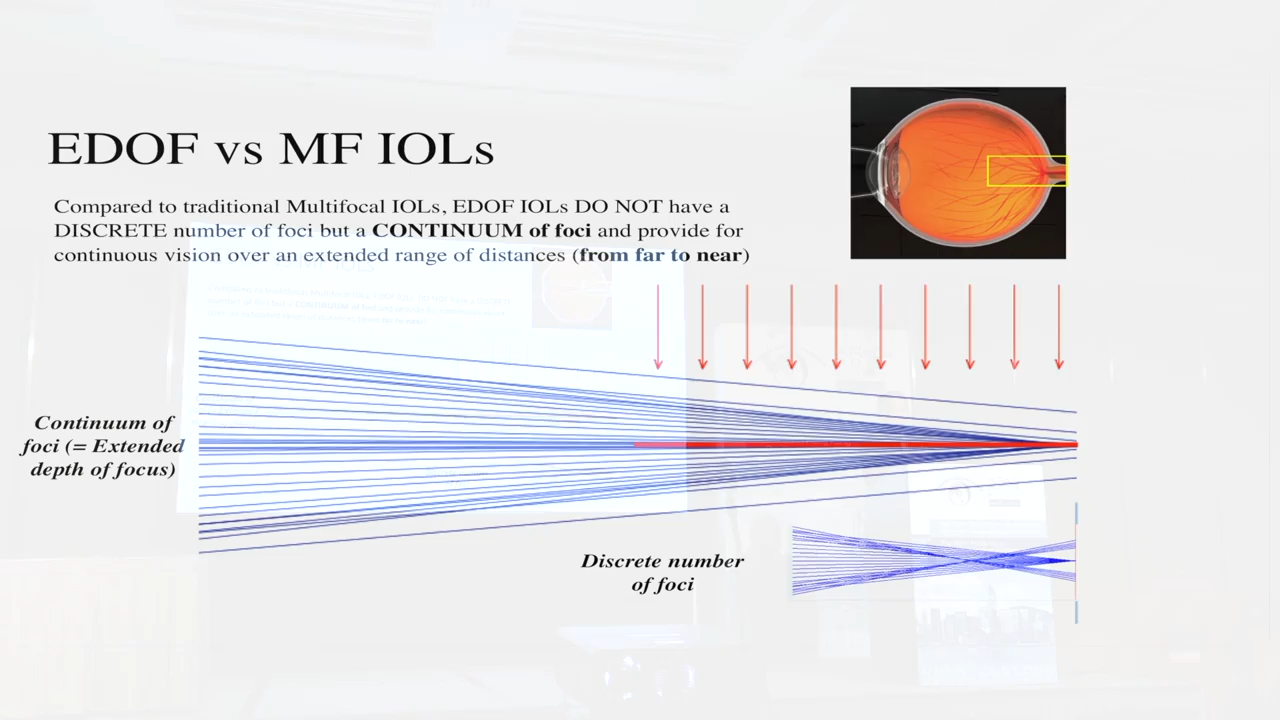 EDOF vs MF IOLs
Compared to traditional Multifocal IOLs, EDOF IOLs DO NOT have a
DISCRETE number of foci but a CONTINUUM of foci and provide for
continuous vision over an extended range of distances (from far to near)
Continuum of
foci (= Extended
depth of focus)
Discrete number
of foci